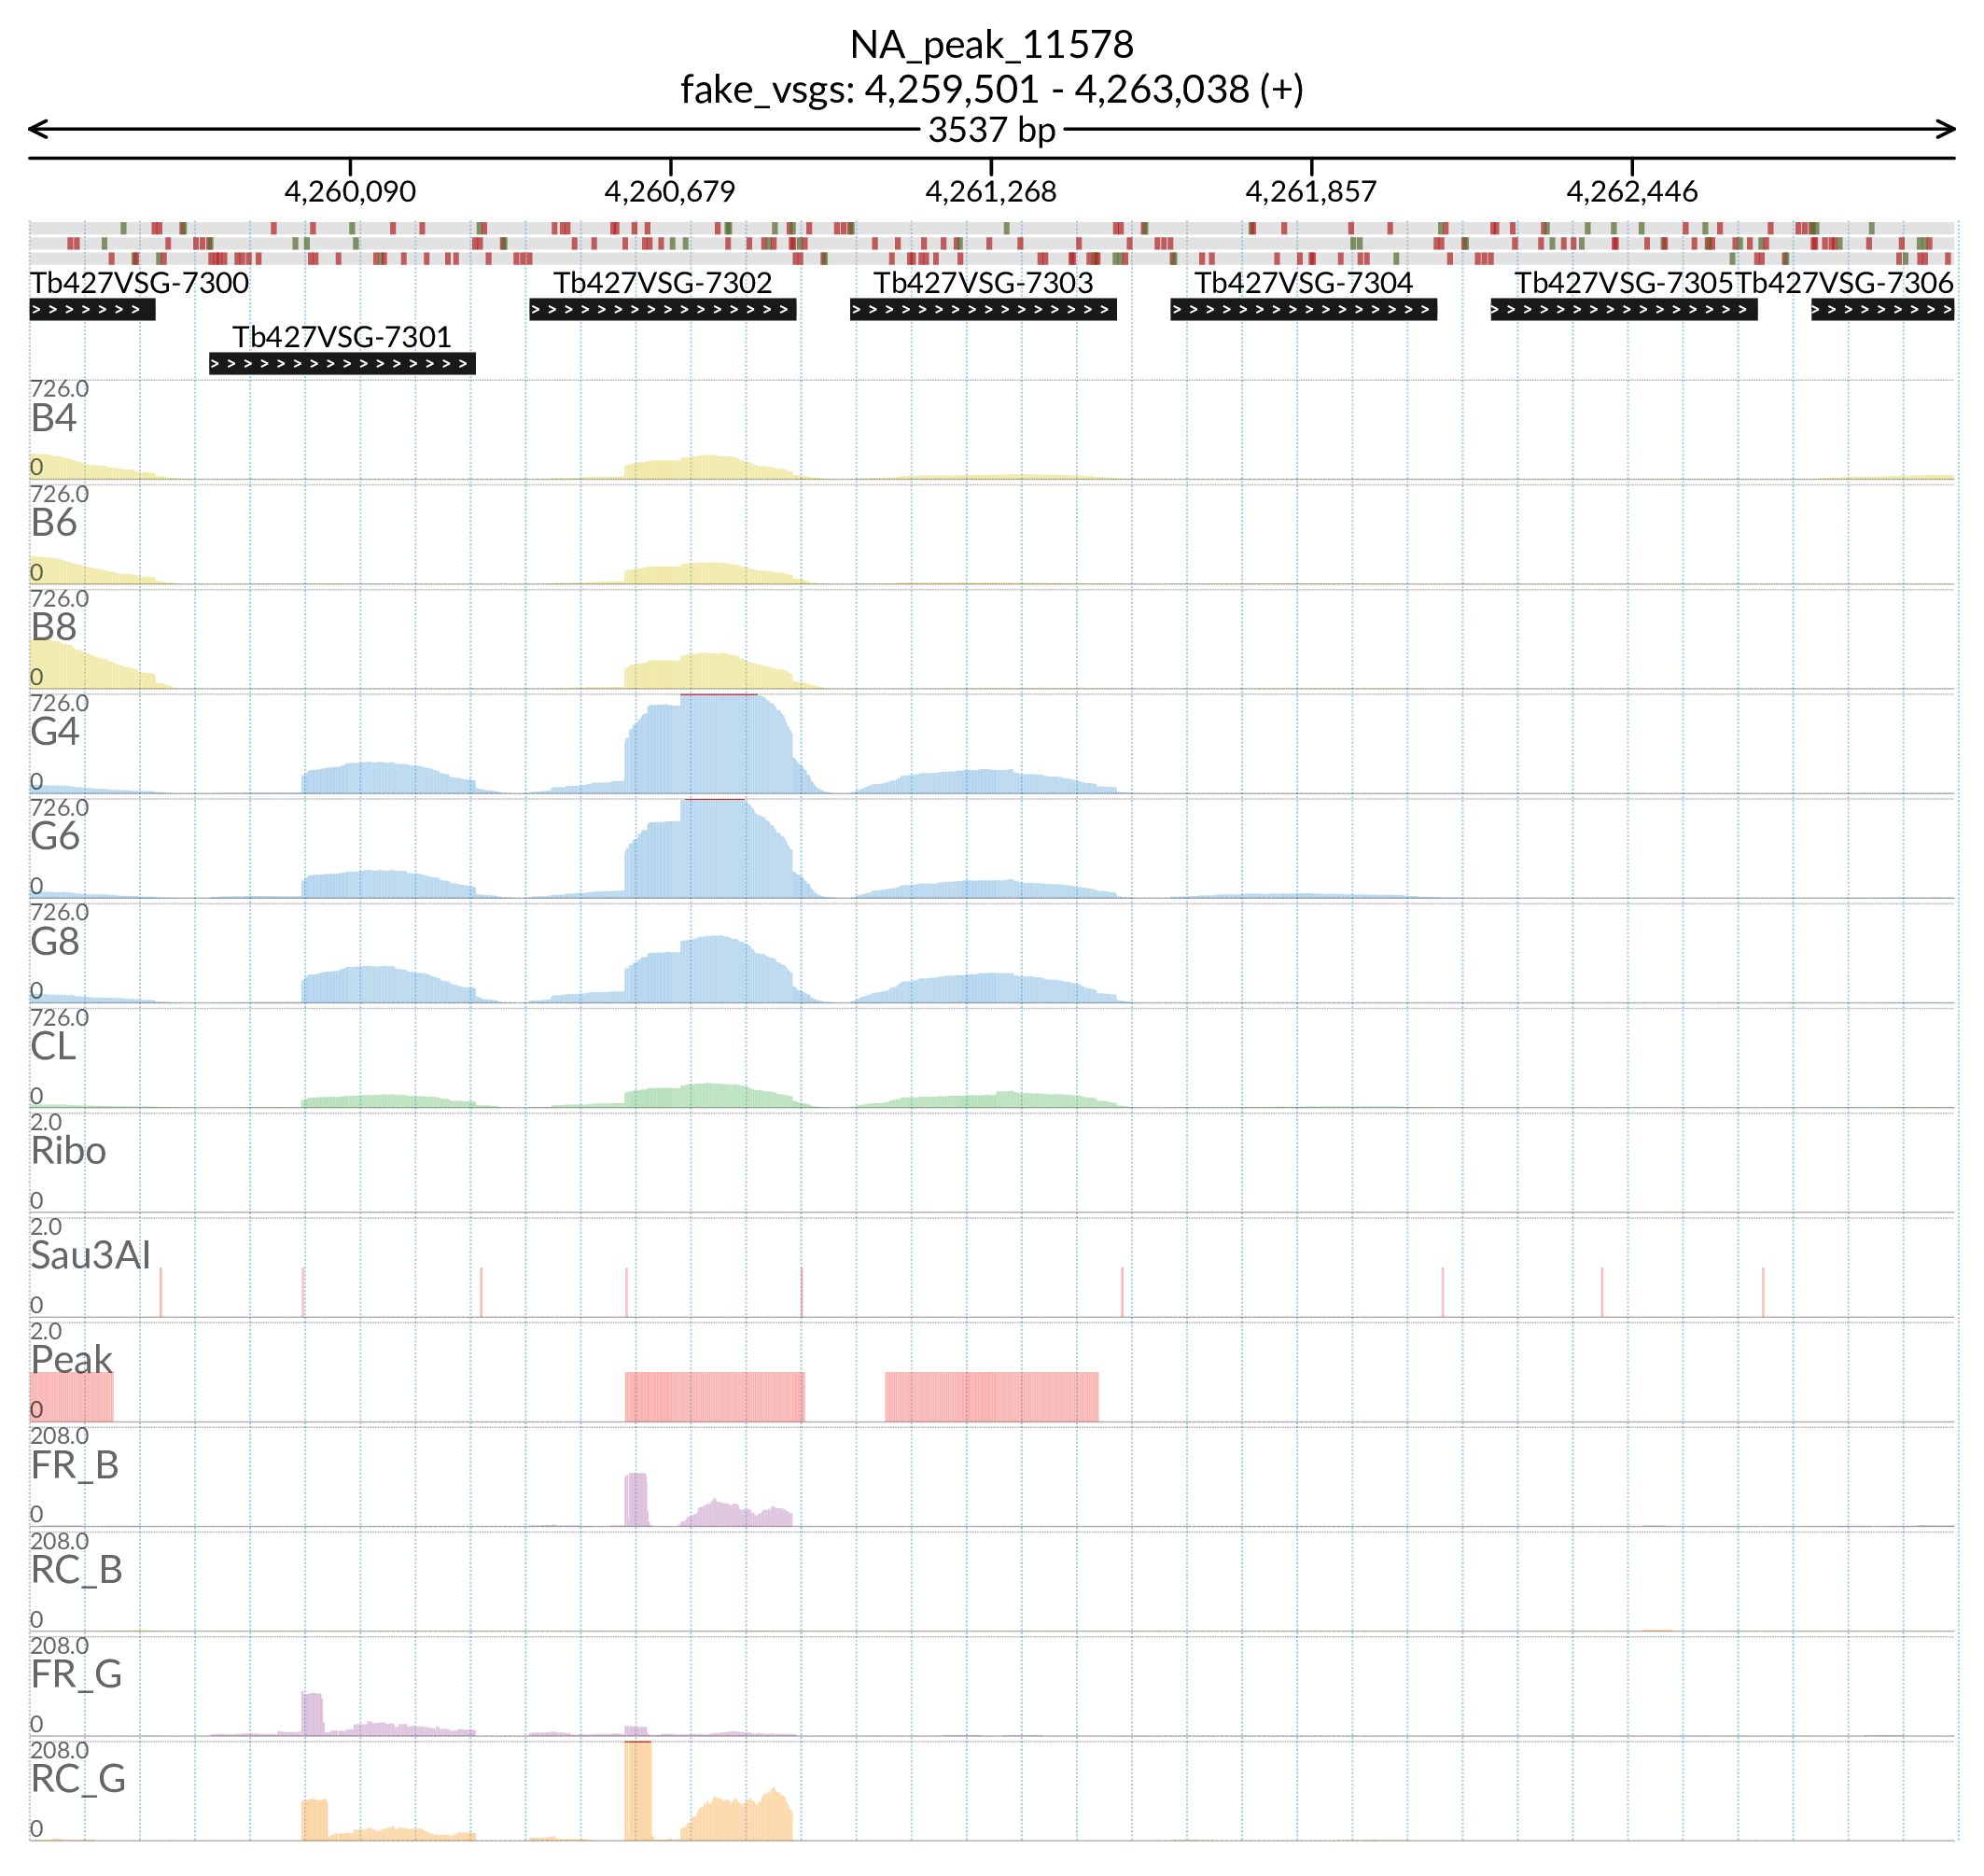 NA_peak_11578
fake_vsgs: 4,259,501 - 4,263,038 (+)
3537 bp
4,260,090 4,260,679 4,261,268 4,261,857 4,262,446
Tb427VSG-7300 Tb427VSG-7302 Tb427VSG-7303 Tb427VSG-7304 Tb427VSG-7305 Tb427VSG-7306
Tb427VSG-7301
726.0
B4
0
726.0
B6
0
726.0
B8
0
726.0
G4
0
726.0
G6
0
726.0
G8
0
726.0
CL
0
2.0
Ribo
0
2.0
Sau3AI
0
2.0
Peak
0
208.0
FR_B
0
208.0
RC_B
0
208.0
FR_G
0
208.0
RC_G
0